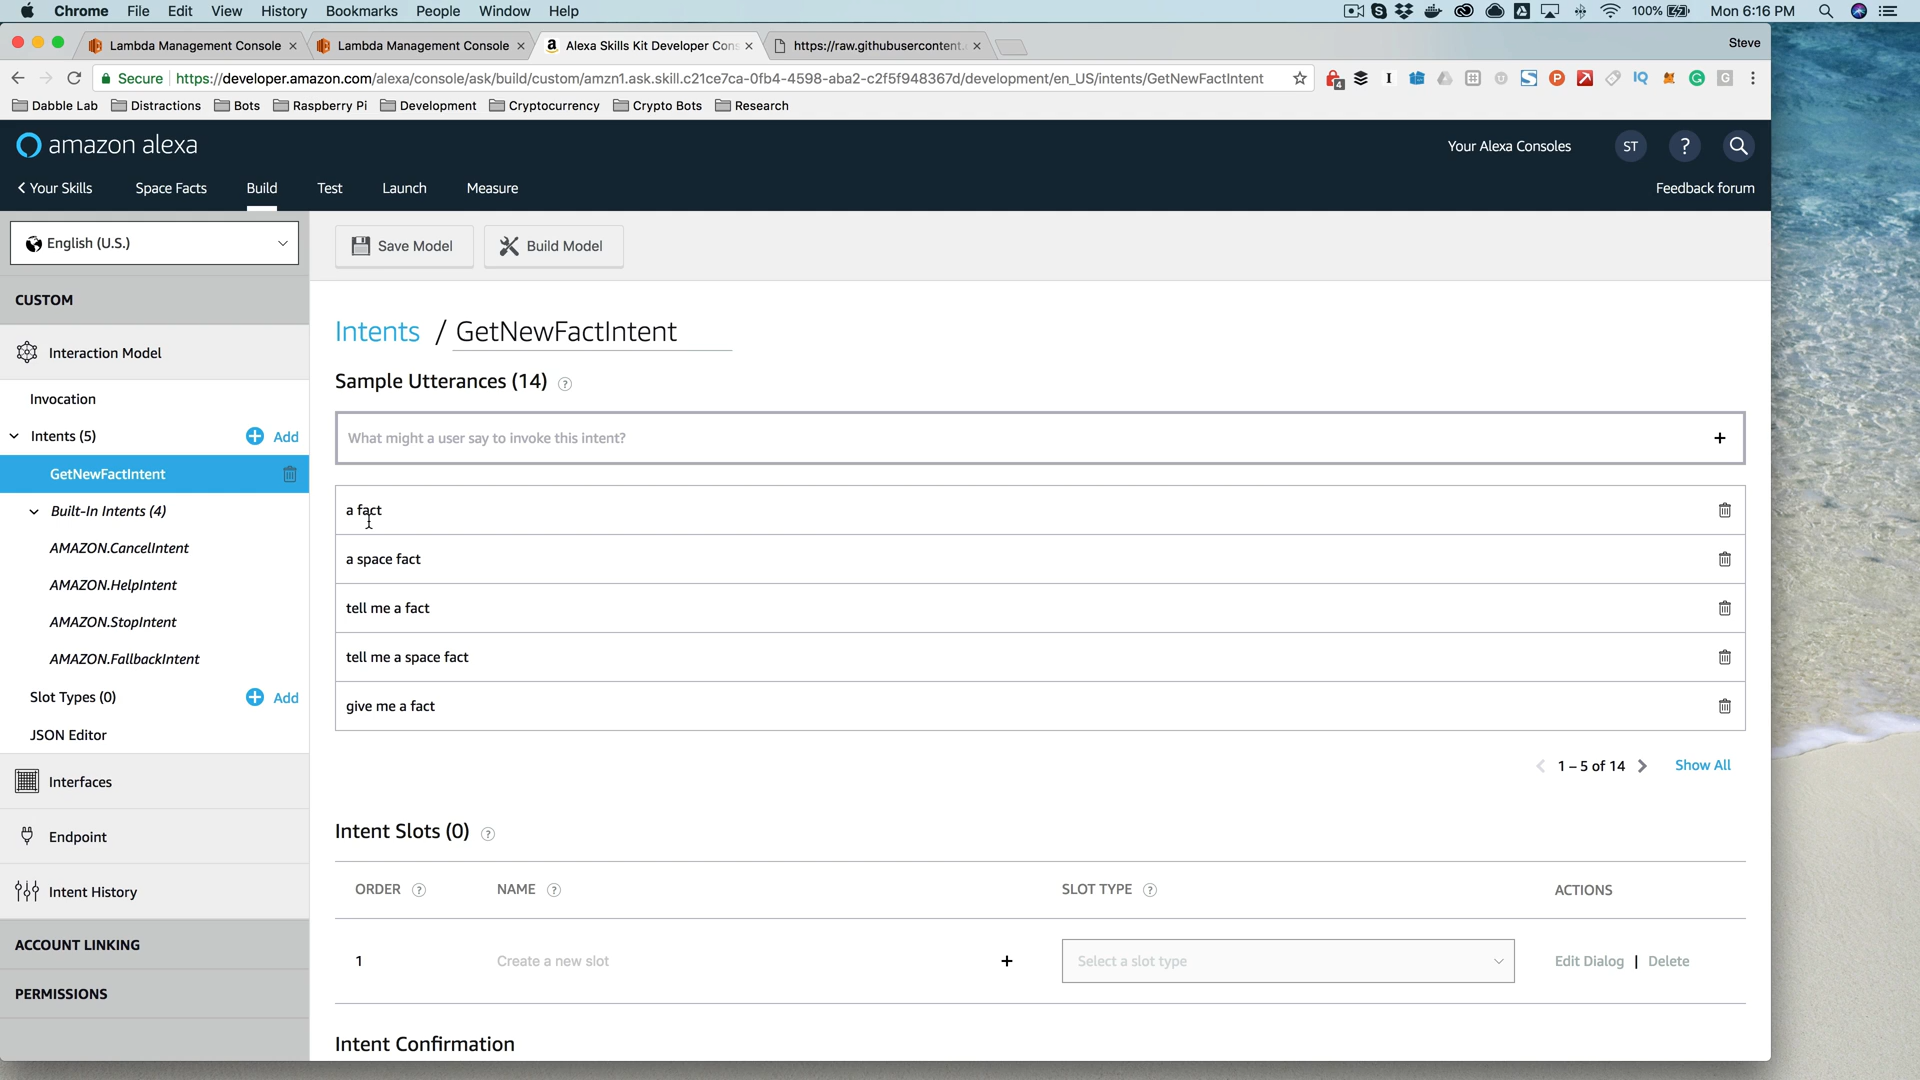 Chrome File Edit View History Bookmarks People Window Help 100% Mon 6:16 PM
Lambda Management Console Lambda Management Console Alexa Skills Kit Developer Cons https://raw.githubusercontent. Steve
Secure https://developer.amazon.com/alexa/console/ask/build/custom/amzn1.ask.skill.c21ce7ca-0fb4-4598-aba2-c2f5f948367d/development/en_US/intents/GetNewFactIntent
Dabble Lab Distractions Bots Raspberry Pi Development Cryptocurrency Crypto Bots Research
amazon alexa Your Alexa Consoles ST ?
Your Skills Space Facts Build Test Launch Measure Feedback forum
English (U.S.) Save Model Build Model
CUSTOM
Interaction Model
Invocation
Intents (5) Add
GetNewFactIntent
Built-In Intents (4)
AMAZON.CancelIntent
AMAZON.HelpIntent
AMAZON.StopIntent
AMAZON.FallbackIntent
Slot Types (0) Add
JSON Editor
Interfaces
Endpoint
Intent History
ACCOUNT LINKING
PERMISSIONS
Intents / GetNewFactIntent
Sample Utterances (14) ?
What might a user say to invoke this intent? +
a fact
a space fact
tell me a fact
tell me a space fact
give me a fact
1 – 5 of 14 Show All
Intent Slots (0) ?
ORDER ? NAME ? SLOT TYPE ? ACTIONS
1 Create a new slot + Select a slot type Edit Dialog | Delete
Intent Confirmation